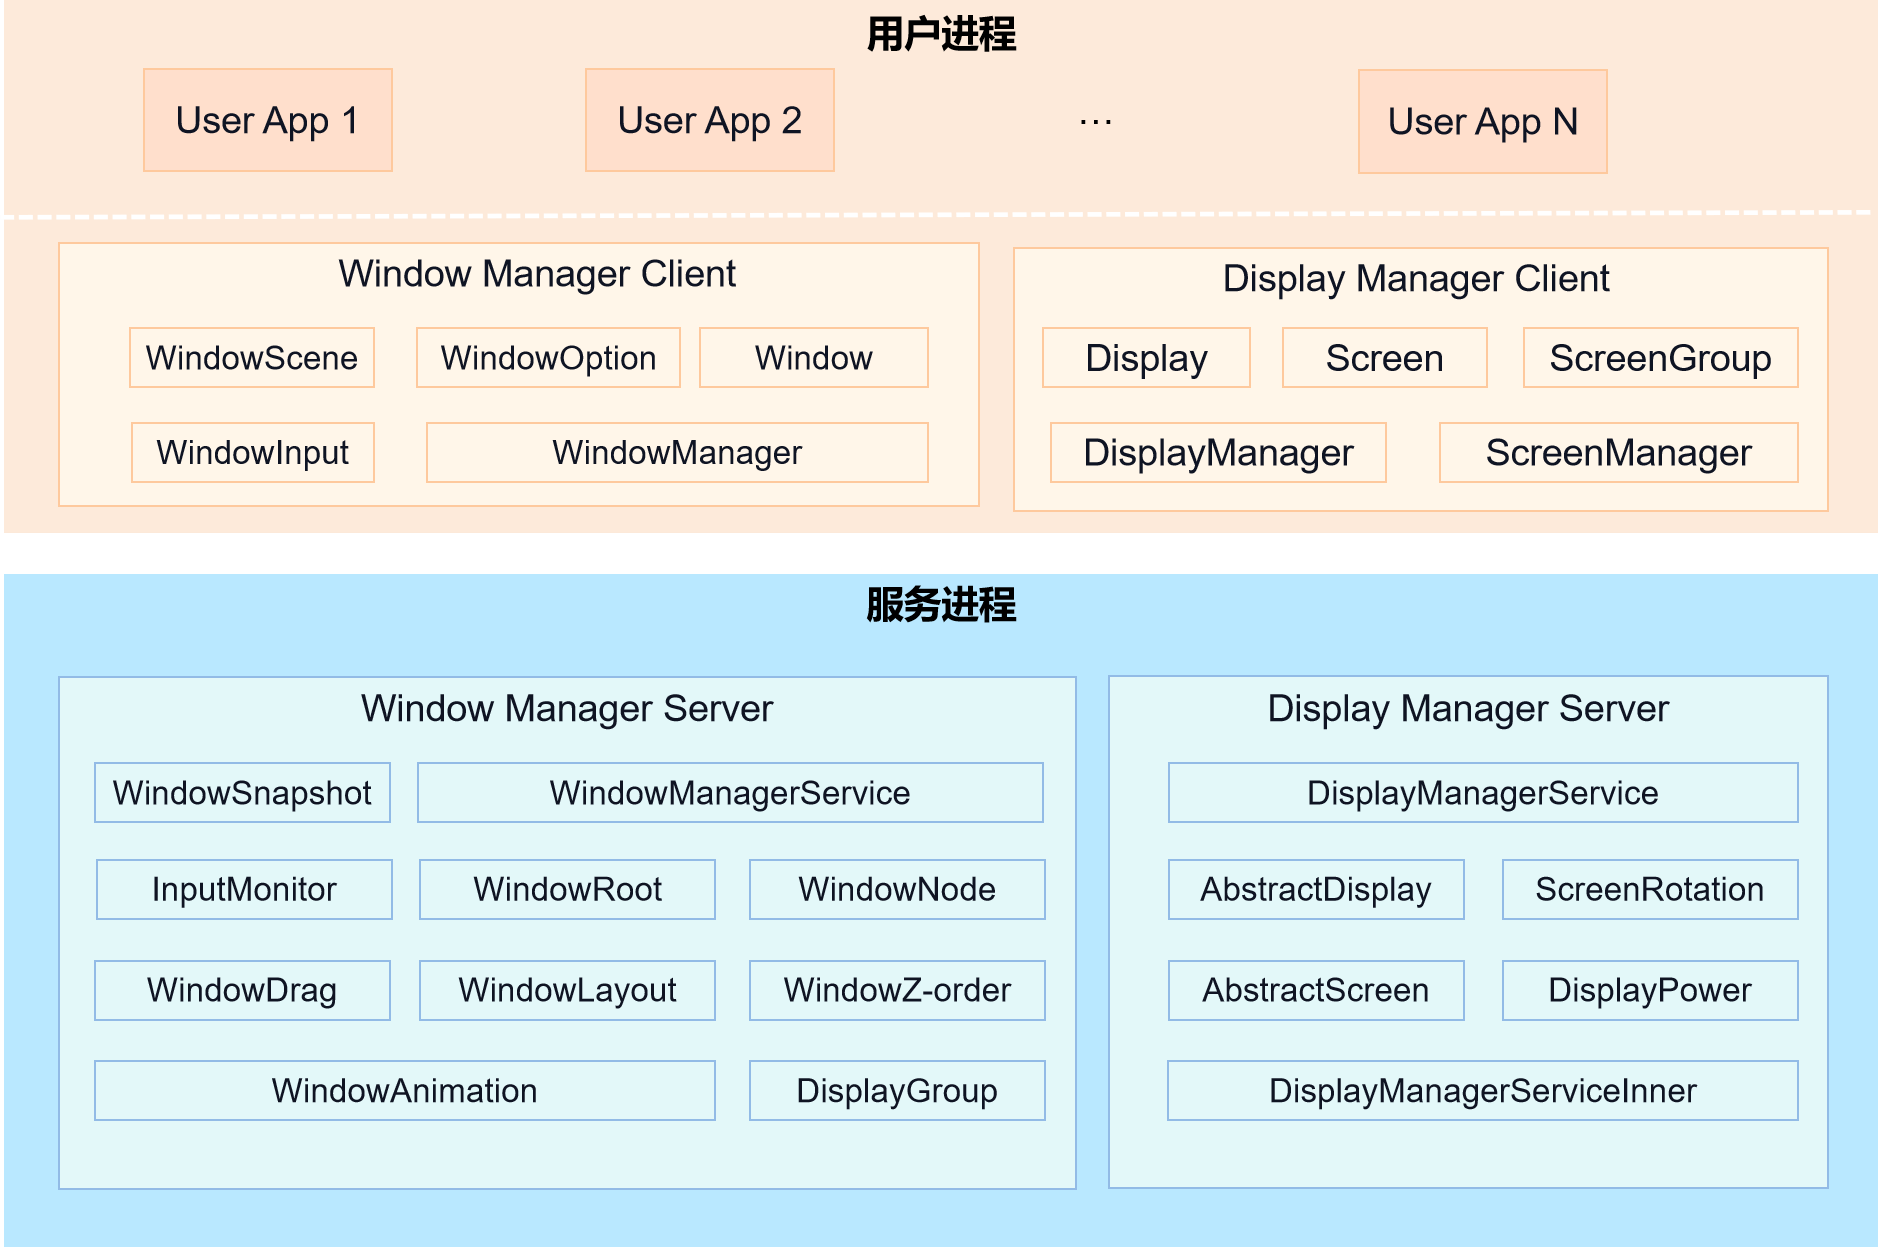 用户进程
User App 1
User App 2
...
User App N
Window Manager Client
WindowScene
WindowOption
Window
WindowInput
WindowManager
Display Manager Client
Display
Screen
ScreenGroup
DisplayManager
ScreenManager
服务进程
Window Manager Server
WindowSnapshot
WindowManagerService
InputMonitor
WindowRoot
WindowNode
WindowDrag
WindowLayout
WindowZ-order
WindowAnimation
DisplayGroup
Display Manager Server
DisplayManagerService
AbstractDisplay
ScreenRotation
AbstractScreen
DisplayPower
DisplayManagerServiceInner